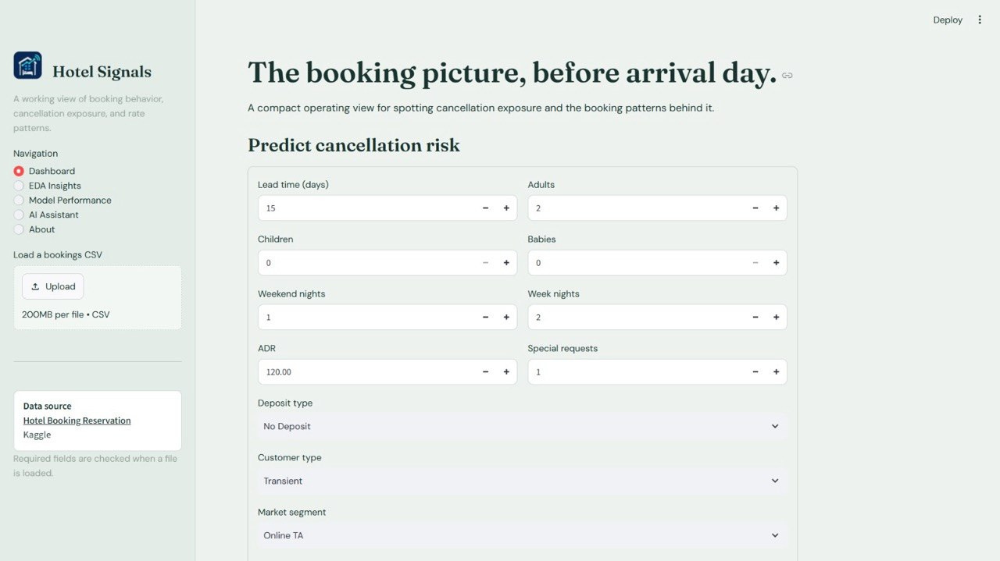 Deploy
Hotel Signals
A working view of booking behavior,
cancellation exposure, and rate
patterns.
Navigation
Dashboard
EDA Insights
Model Performance
AI Assistant
About
Load a bookings CSV
Upload
200MB per file • CSV
Data source
Hotel Booking Reservation
Kaggle
Required fields are checked when a file
is loaded.
The booking picture, before arrival day.
A compact operating view for spotting cancellation exposure and the booking patterns behind it.
Predict cancellation risk
Lead time (days)
15
Adults
2
Children
0
Babies
0
Weekend nights
1
Week nights
2
ADR
120.00
Special requests
1
Deposit type
No Deposit
Customer type
Transient
Market segment
Online TA